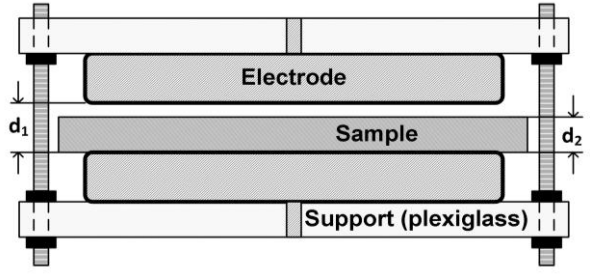 Electrode
d₁
Sample
d₂
Support (plexiglass)